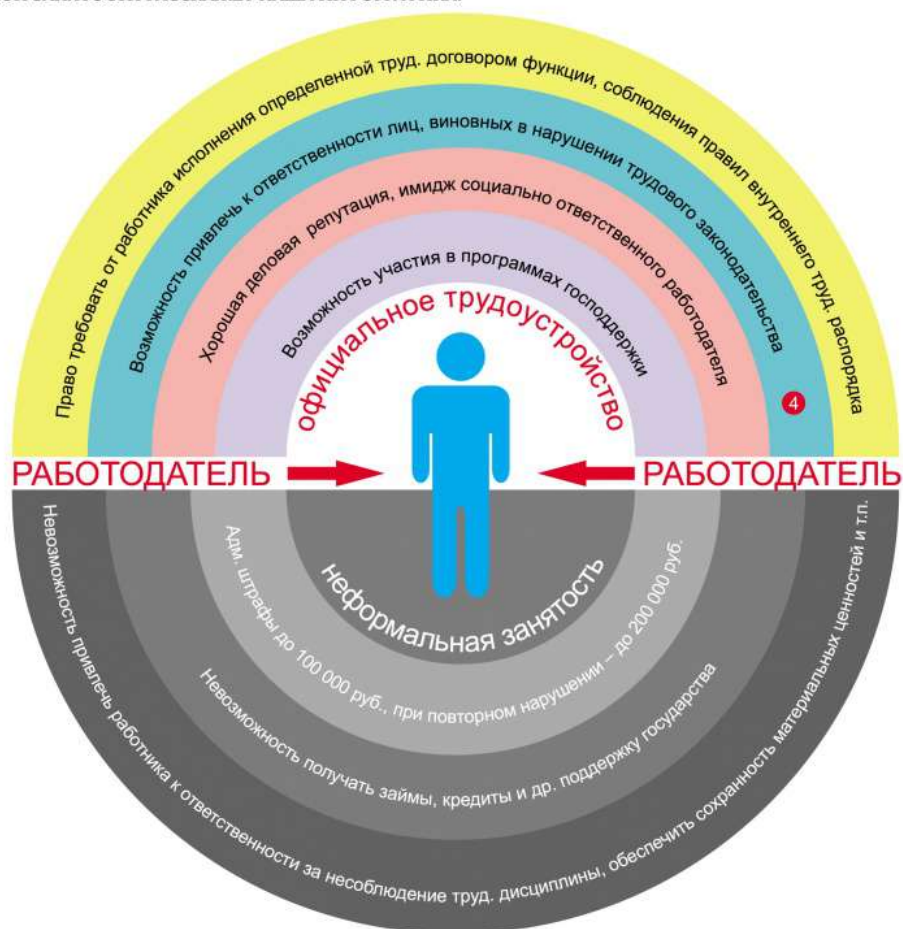 Право требовать от работника исполнения определенной труд. договором функции, соблюдения правил внутреннего труд. распорядка
Возможность привлечь к ответственности лиц, виновных в нарушении трудового законодательства
Хорошая деловая репутация, имидж социально ответственного работодателя
Возможность участия в программах господдержки
официальное трудоустройство
4
РАБОТОДАТЕЛЬ РАБОТОДАТЕЛЬ
неформальная занятость
Адм. штрафы до 100 000 руб., при повторном нарушении – до 200 000 руб.
Невозможность получать займы, кредиты и др. поддержку государства
Невозможность привлечь работника к ответственности за несоблюдение труд. дисциплины, обеспечить сохранность материальных ценностей и т.п.